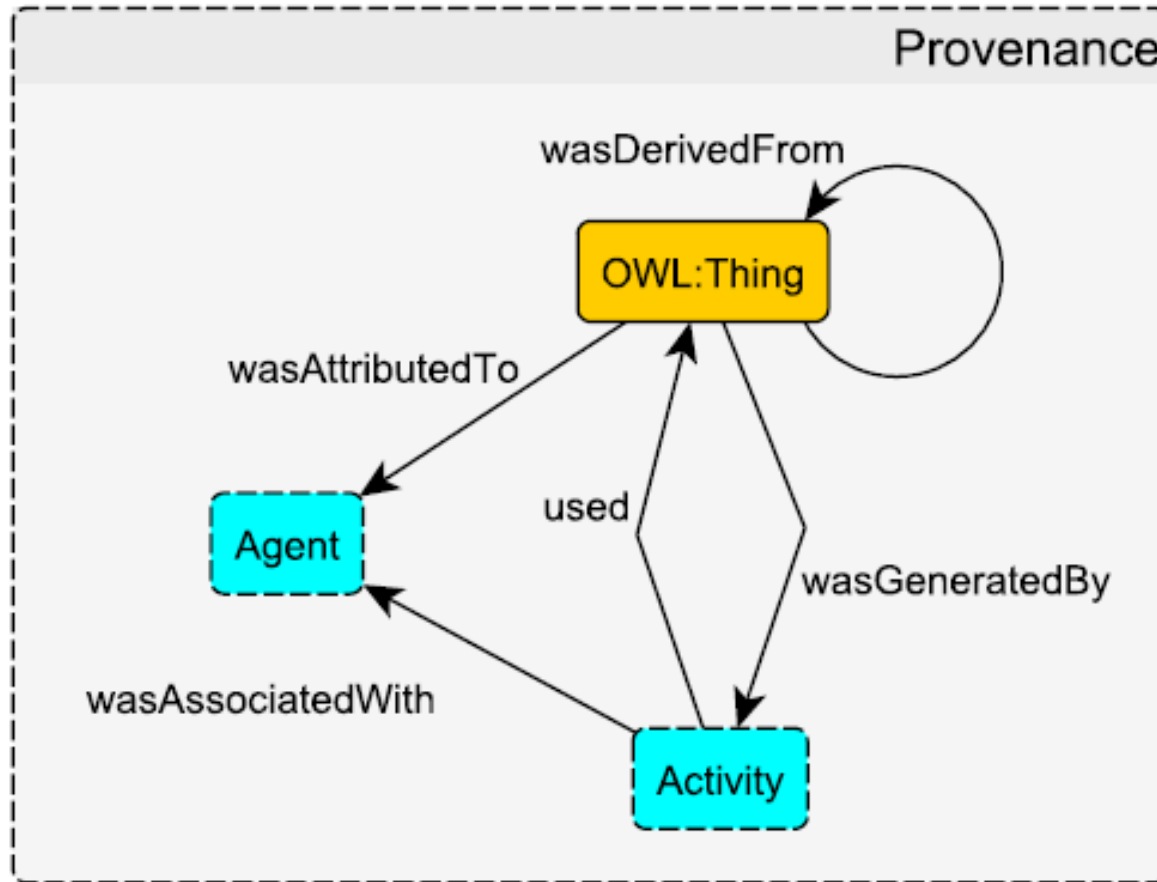 Provenance
wasDerivedFrom
OWL:Thing
wasAttributedTo
used
Agent
wasGeneratedBy
wasAssociatedWith
Activity